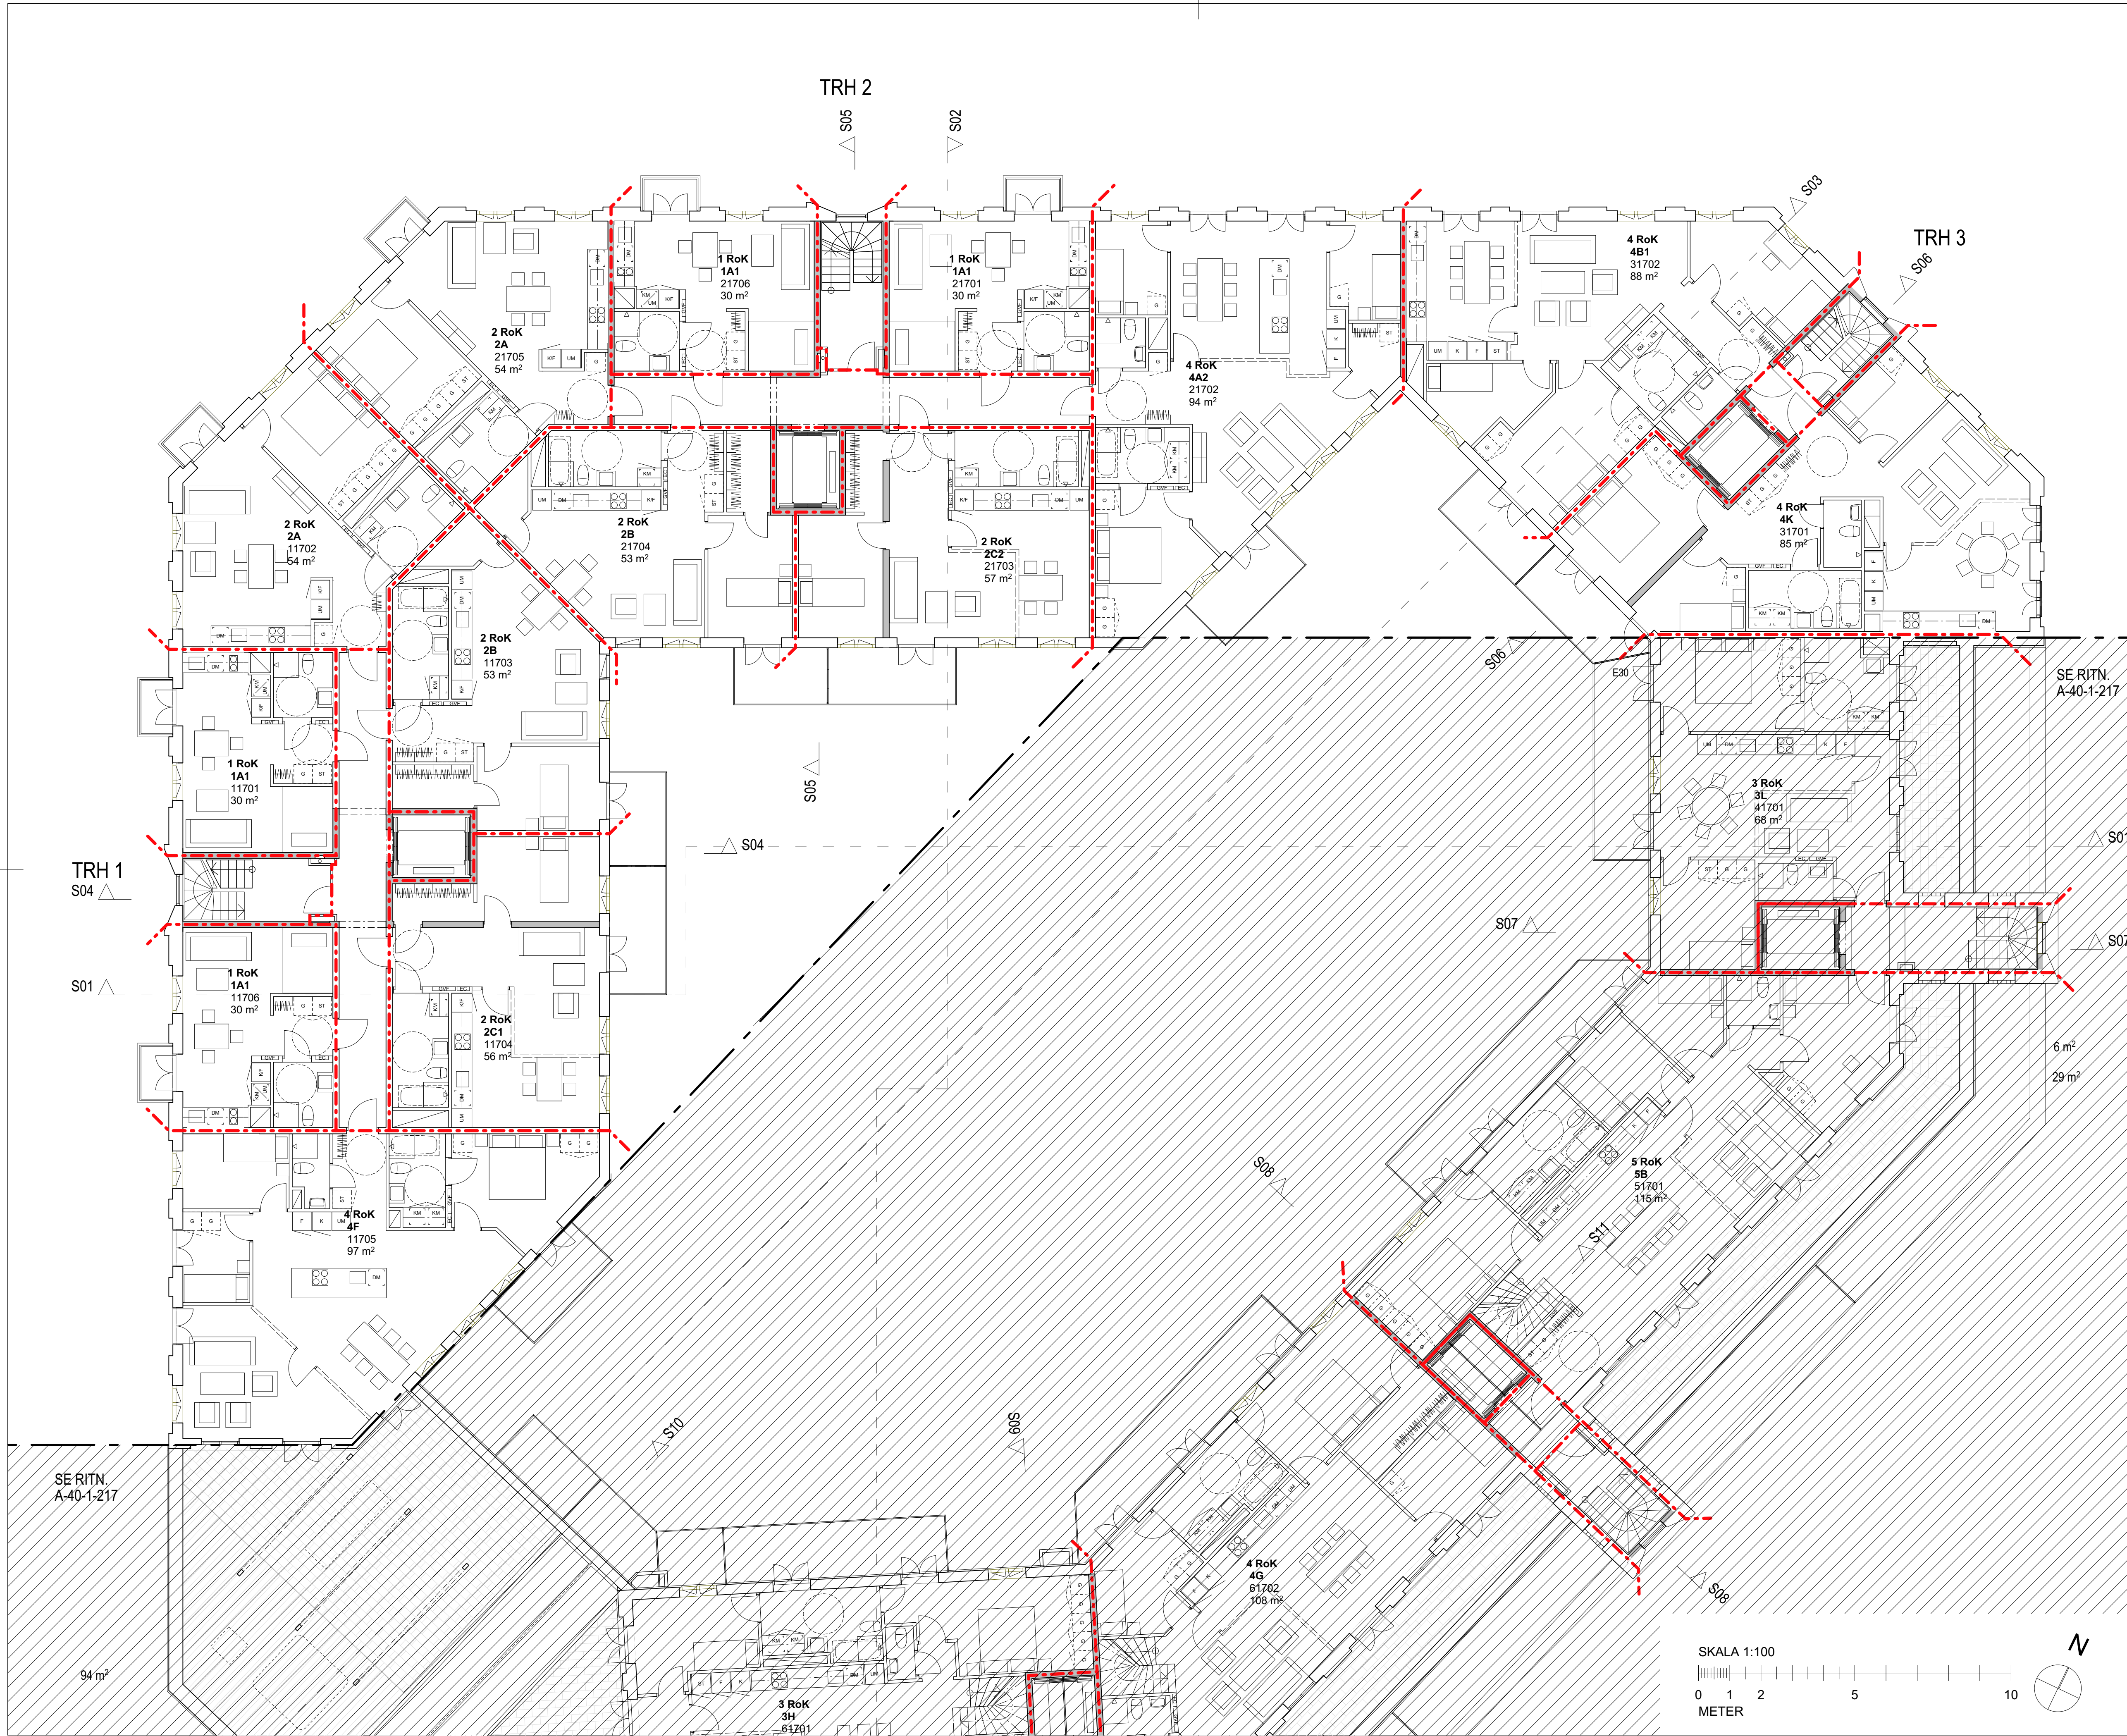 TRH 2
S05
S02
S03
TRH 3
S06
1 RoK
1A1
21706
30 m²
1 RoK
1A1
21701
30 m²
4 RoK
4B1
31702
88 m²
2 RoK
2A
21705
54 m²
4 RoK
4A2
21702
94 m²
2 RoK
2A
11702
54 m²
2 RoK
2B
21704
53 m²
2 RoK
2C2
21703
57 m²
4 RoK
4K
31701
85 m²
2 RoK
2B
11703
53 m²
S06
E30
SE RITN.
A-40-1-217
1 RoK
1A1
11701
30 m²
S05
3 RoK
3L
41701
68 m²
TRH 1
S04
S04
S01
S07
S07
1 RoK
1A1
11706
30 m²
S01
2 RoK
2C1
11704
56 m²
6 m²
29 m²
4 RoK
4F
11705
97 m²
S08
5 RoK
5B
51701
115 m²
S11
S10
S09
SE RITN.
A-40-1-217
4 RoK
4G
61702
108 m²
S08
94 m²
3 RoK
3H
61701
SKALA 1:100
0 1 2 5 10
METER
N